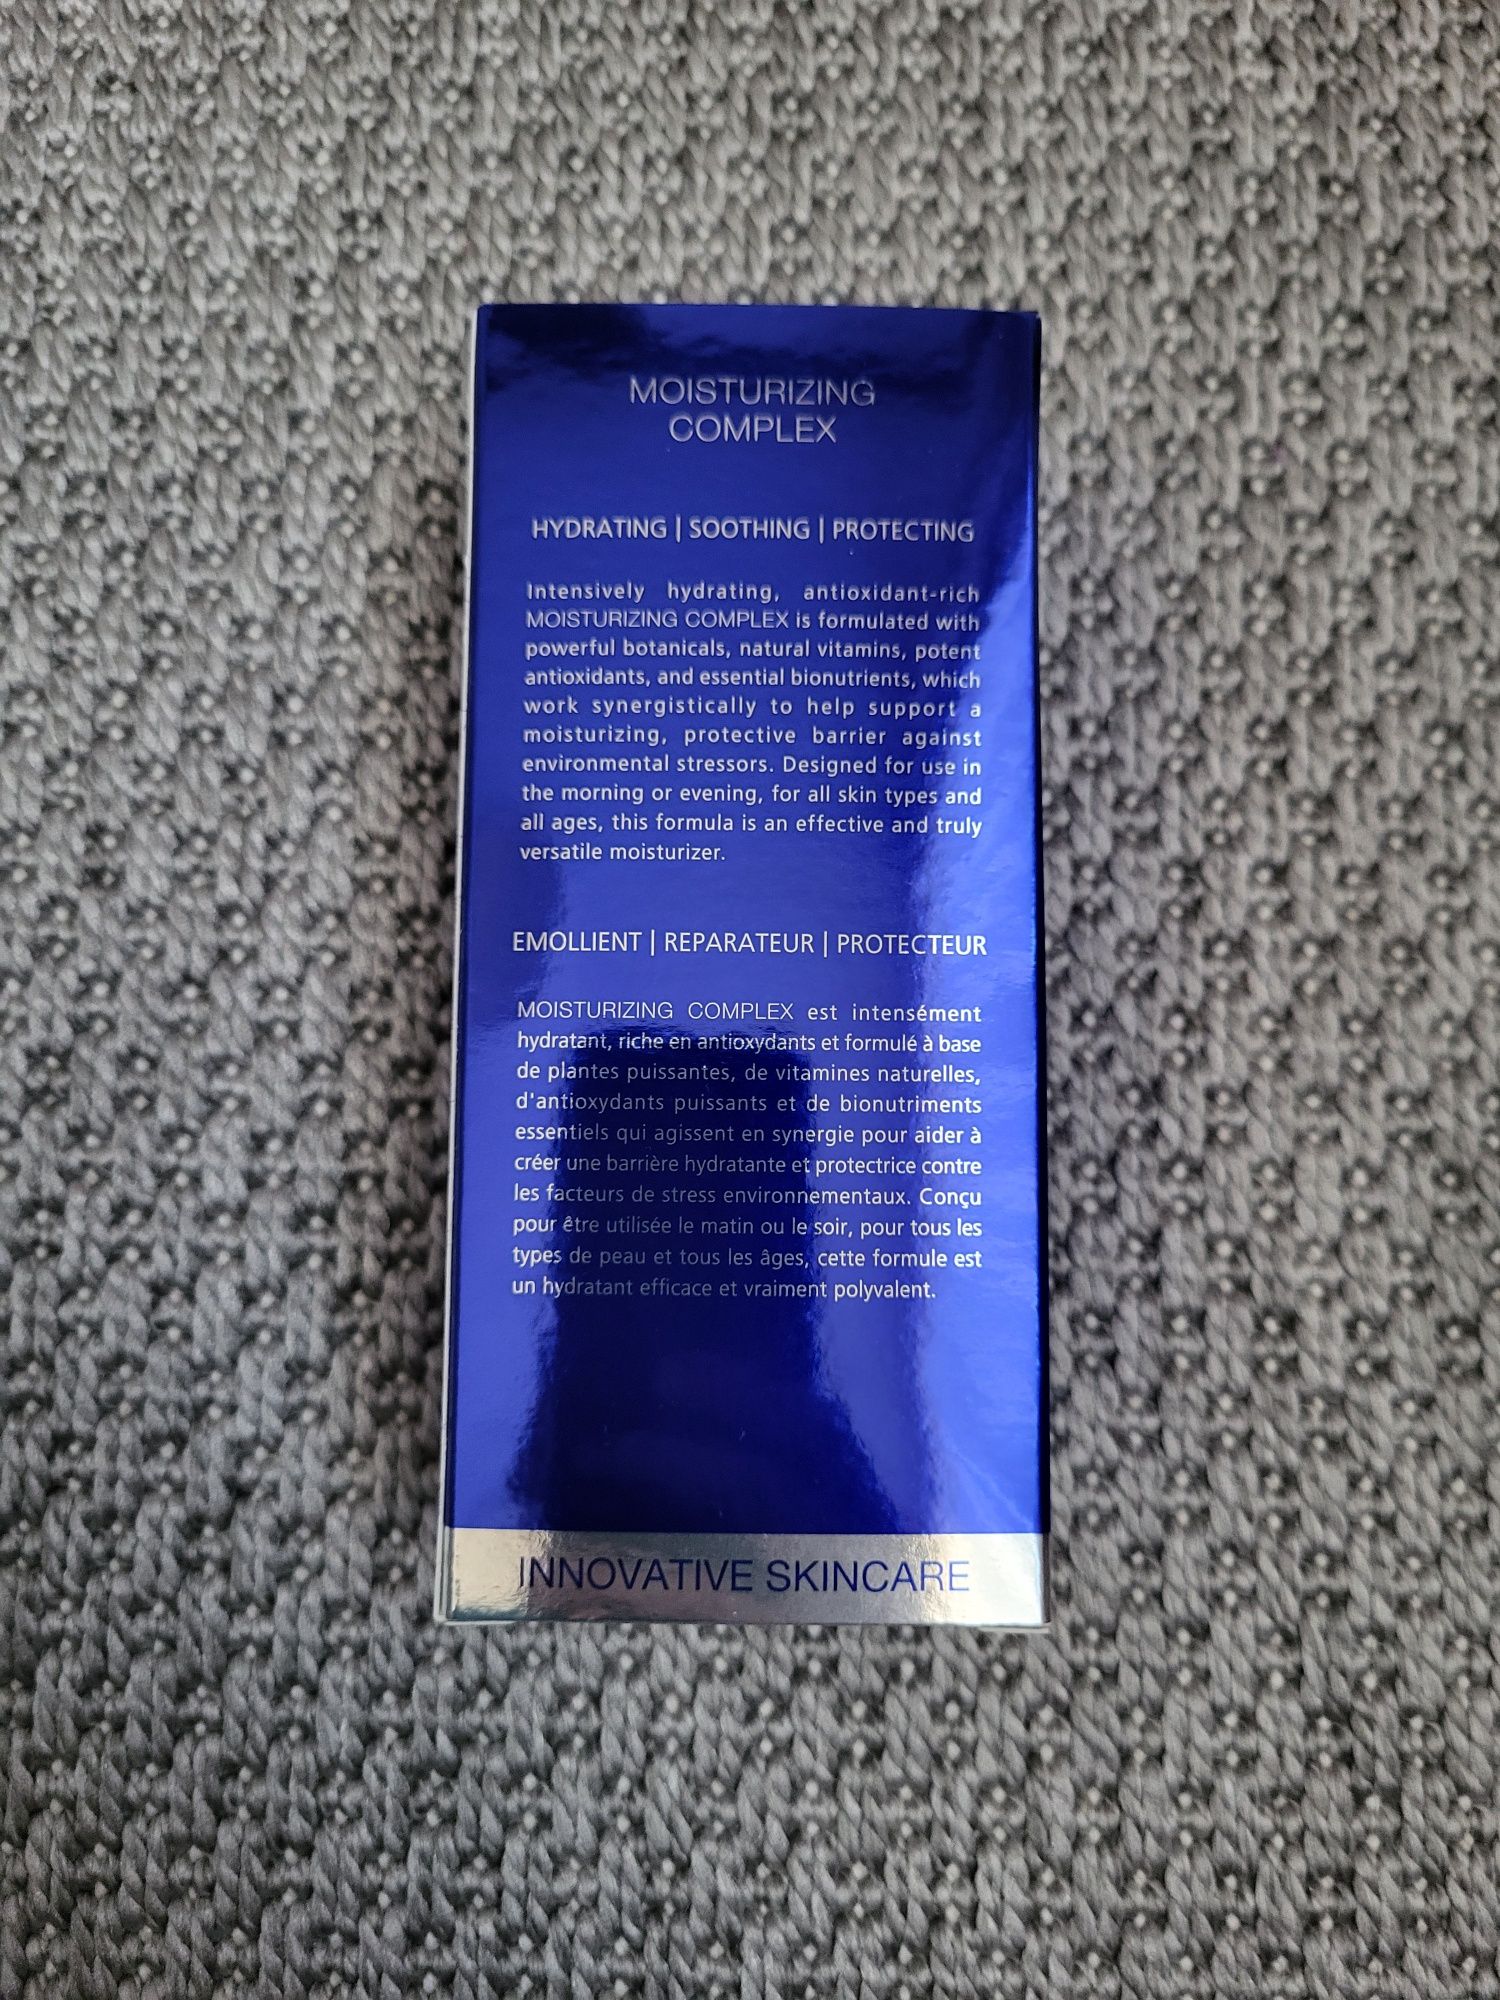 MOISTURIZING
COMPLEX
HYDRATING | SOOTHING | PROTECTING
Intensively hydrating, antioxidant-rich
MOISTURIZING COMPLEX is formulated with
powerful botanicals, natural vitamins, potent
antioxidants, and essential bionutrients, which
work synergistically to help support a
moisturizing, protective barrier against
environmental stressors. Designed for use in
the morning or evening, for all skin types and
all ages, this formula is an effective and truly
versatile moisturizer.
EMOLLIENT | REPARATEUR | PROTECTEUR
MOISTURIZING COMPLEX est intensément
hydratant, riche en antioxydants et formulé à base
de plantes puissantes, de vitamines naturelles,
d'antioxydants puissants et de bionutriments
essentiels qui agissent en synergie pour aider à
créer une barrière hydratante et protectrice contre
les facteurs de stress environnementaux. Conçu
pour être utilisée le matin ou le soir, pour tous les
types de peau et tous les âges, cette formule est
un hydratant efficace et vraiment polyvalent.
INNOVATIVE SKINCARE